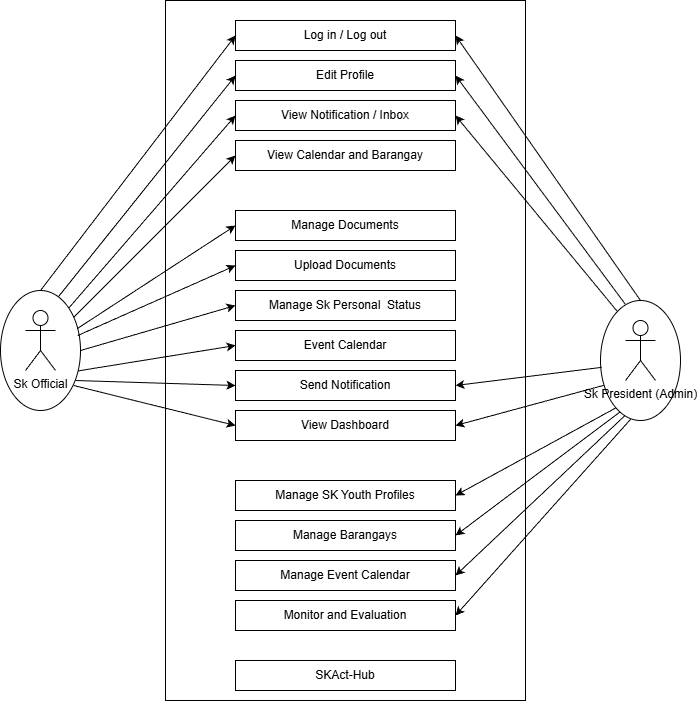 Log in / Log out
Edit Profile
View Notification / Inbox
View Calendar and Barangay
Manage Documents
Upload Documents
Manage Sk Personal  Status
Event Calendar
Sk Official
Send Notification
Sk President (Admin)
View Dashboard
Manage SK Youth Profiles
Manage Barangays
Manage Event Calendar
Monitor and Evaluation
SKAct-Hub